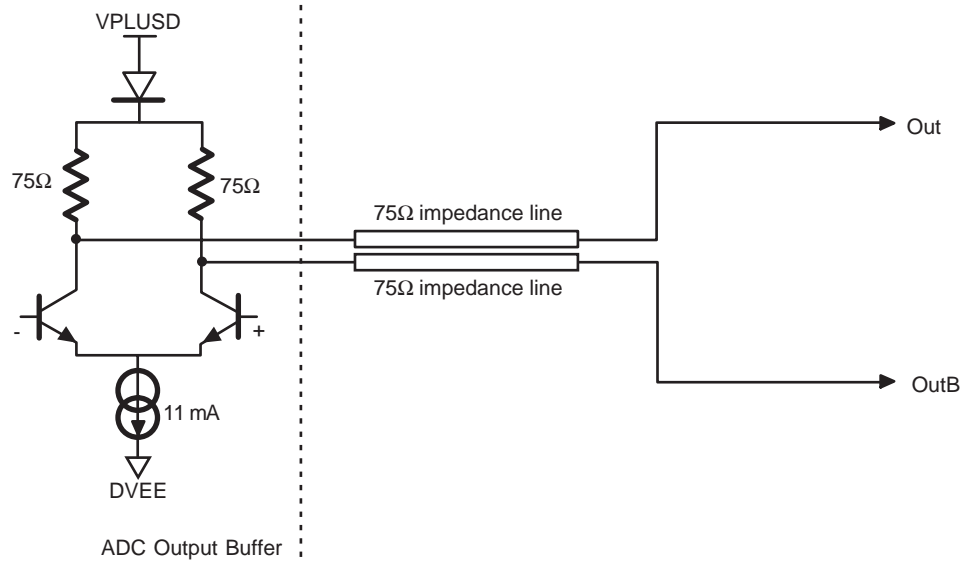 VPLUSD
Out
75Ω
75Ω
75Ω impedance line
75Ω impedance line
-
+
OutB
11 mA
DVEE
ADC Output Buffer